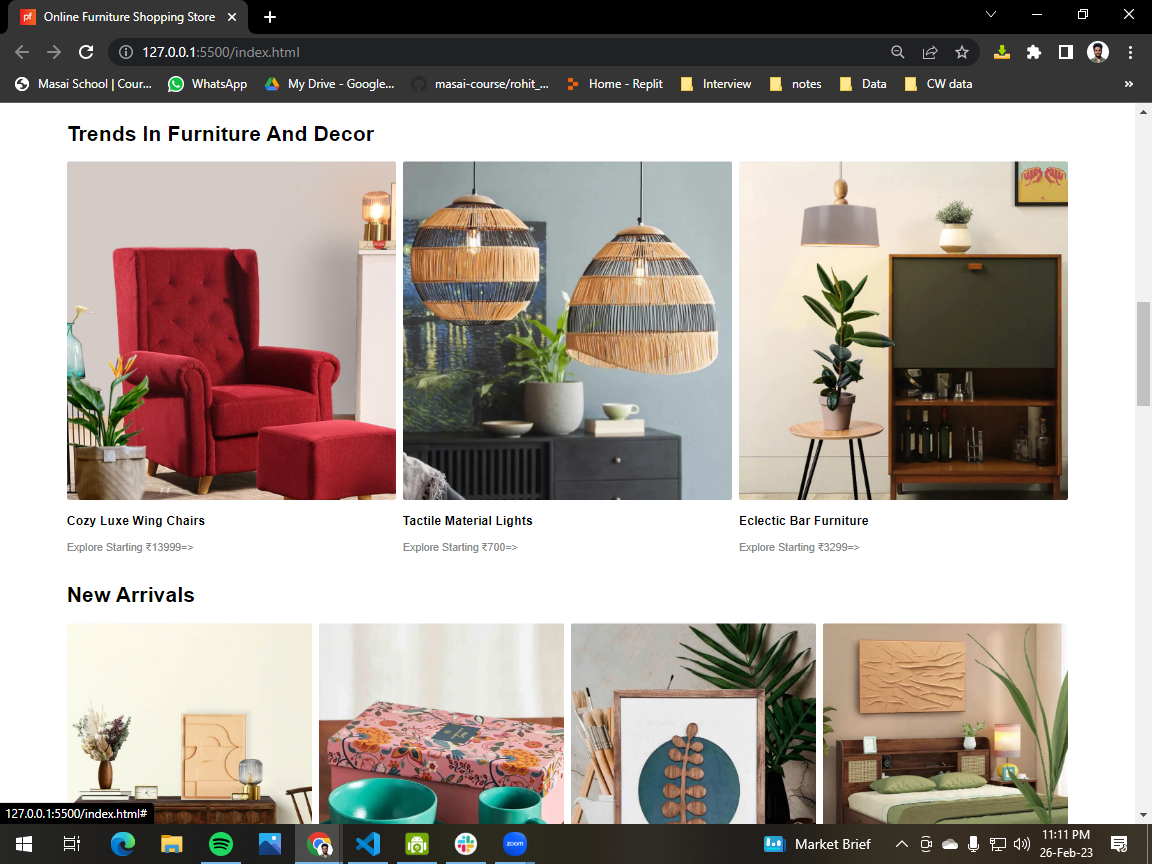 pf Online Furniture Shopping Store
127.0.0.1:5500/index.html
Masai School | Cour... WhatsApp My Drive - Google... masai-course/rohit_... Home - Replit Interview notes Data CW data »
Trends In Furniture And Decor
Cozy Luxe Wing Chairs Tactile Material Lights Eclectic Bar Furniture
Explore Starting ₹13999=> Explore Starting ₹700=> Explore Starting ₹3299=>
New Arrivals
127.0.0.1:5500/index.html#
zoom Market Brief 11:11 PM
26-Feb-23